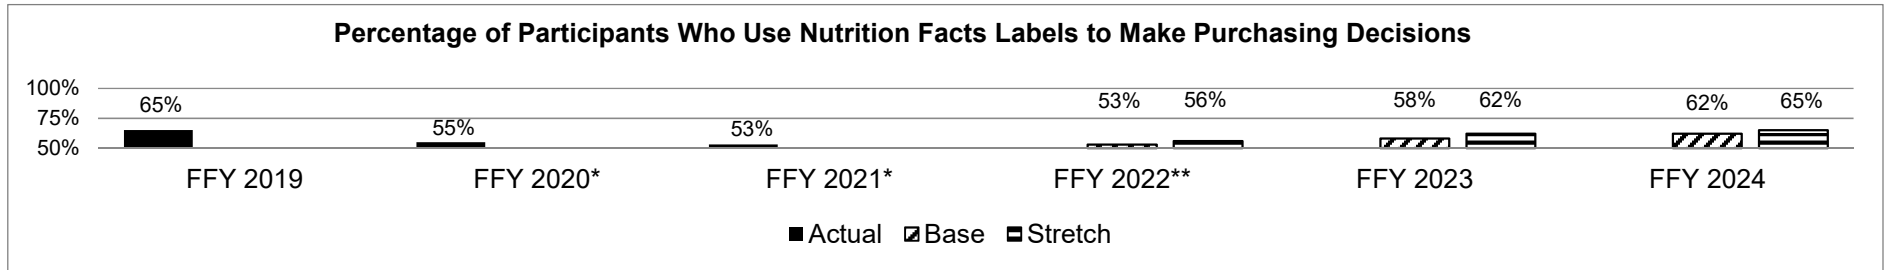 Percentage of Participants Who Use Nutrition Facts Labels to Make Purchasing Decisions
100%
75%
50%
65%
55%
53%
53%
56%
58%
62%
62%
65%
FFY 2019
FFY 2020*
FFY 2021*
FFY 2022**
FFY 2023
FFY 2024
Actual
Base
Stretch